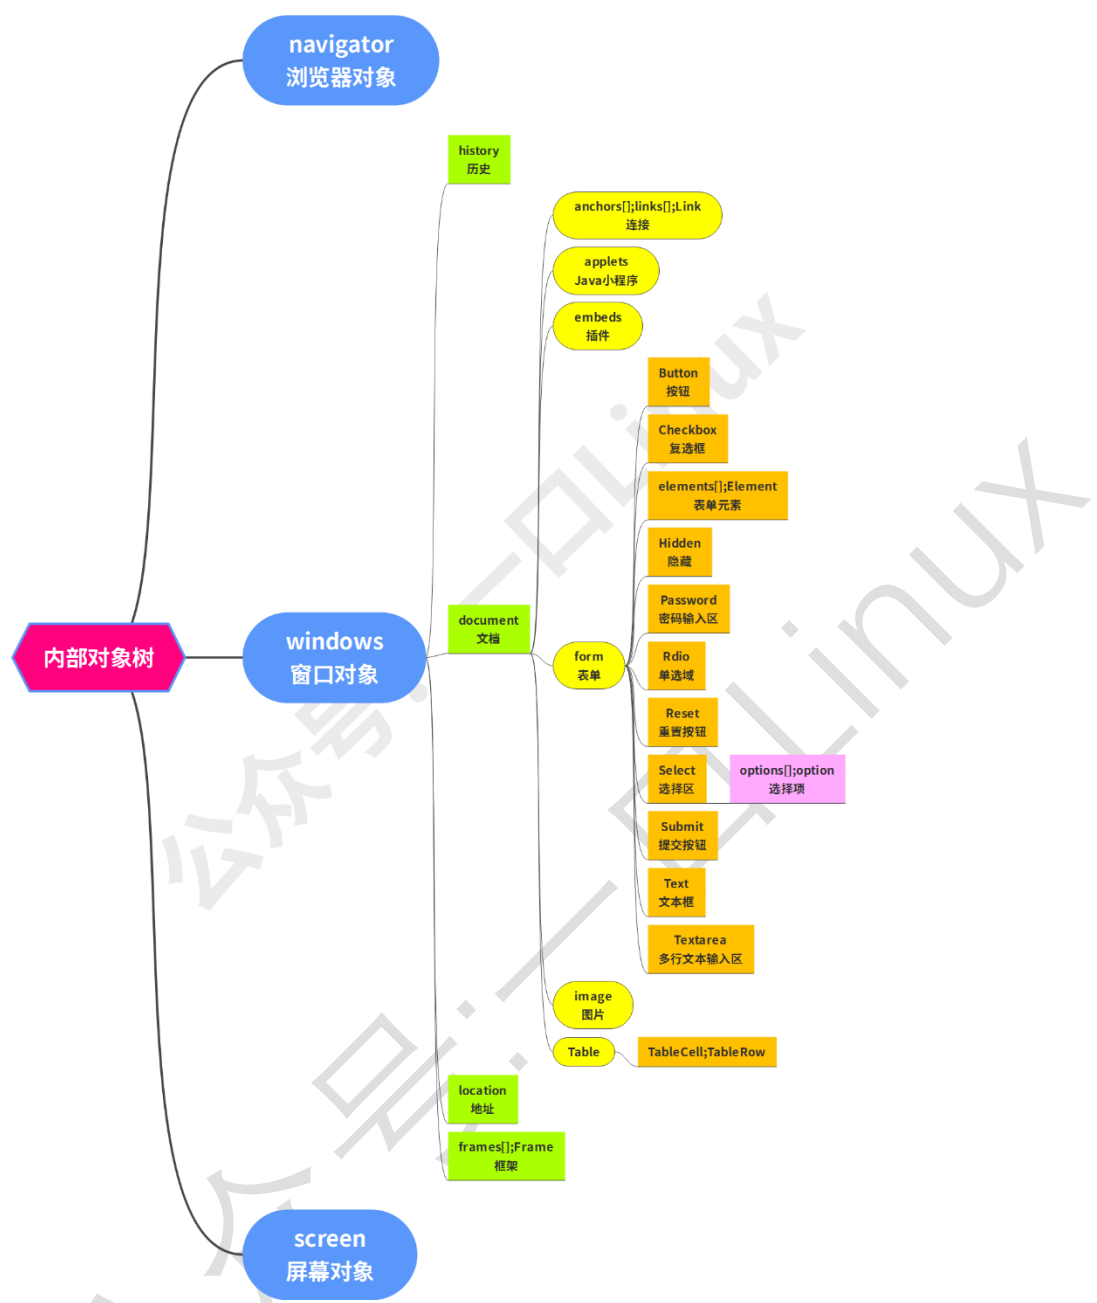 navigator
浏览器对象
history
历史
anchors[];links[];Link
连接
applets
Java小程序
embeds
插件
Button
按钮
Checkbox
复选框
elements[];Element
表单元素
Hidden
隐藏
Password
密码输入区
document
文档
form
表单
Rdio
单选域
内部对象树
windows
窗口对象
Reset
重置按钮
Select
选择区
options[];option
选择项
Submit
提交按钮
Text
文本框
Textarea
多行文本输入区
image
图片
Table
TableCell;TableRow
location
地址
frames[];Frame
框架
screen
屏幕对象
公众号:一口Linux
公众号:一口Linux